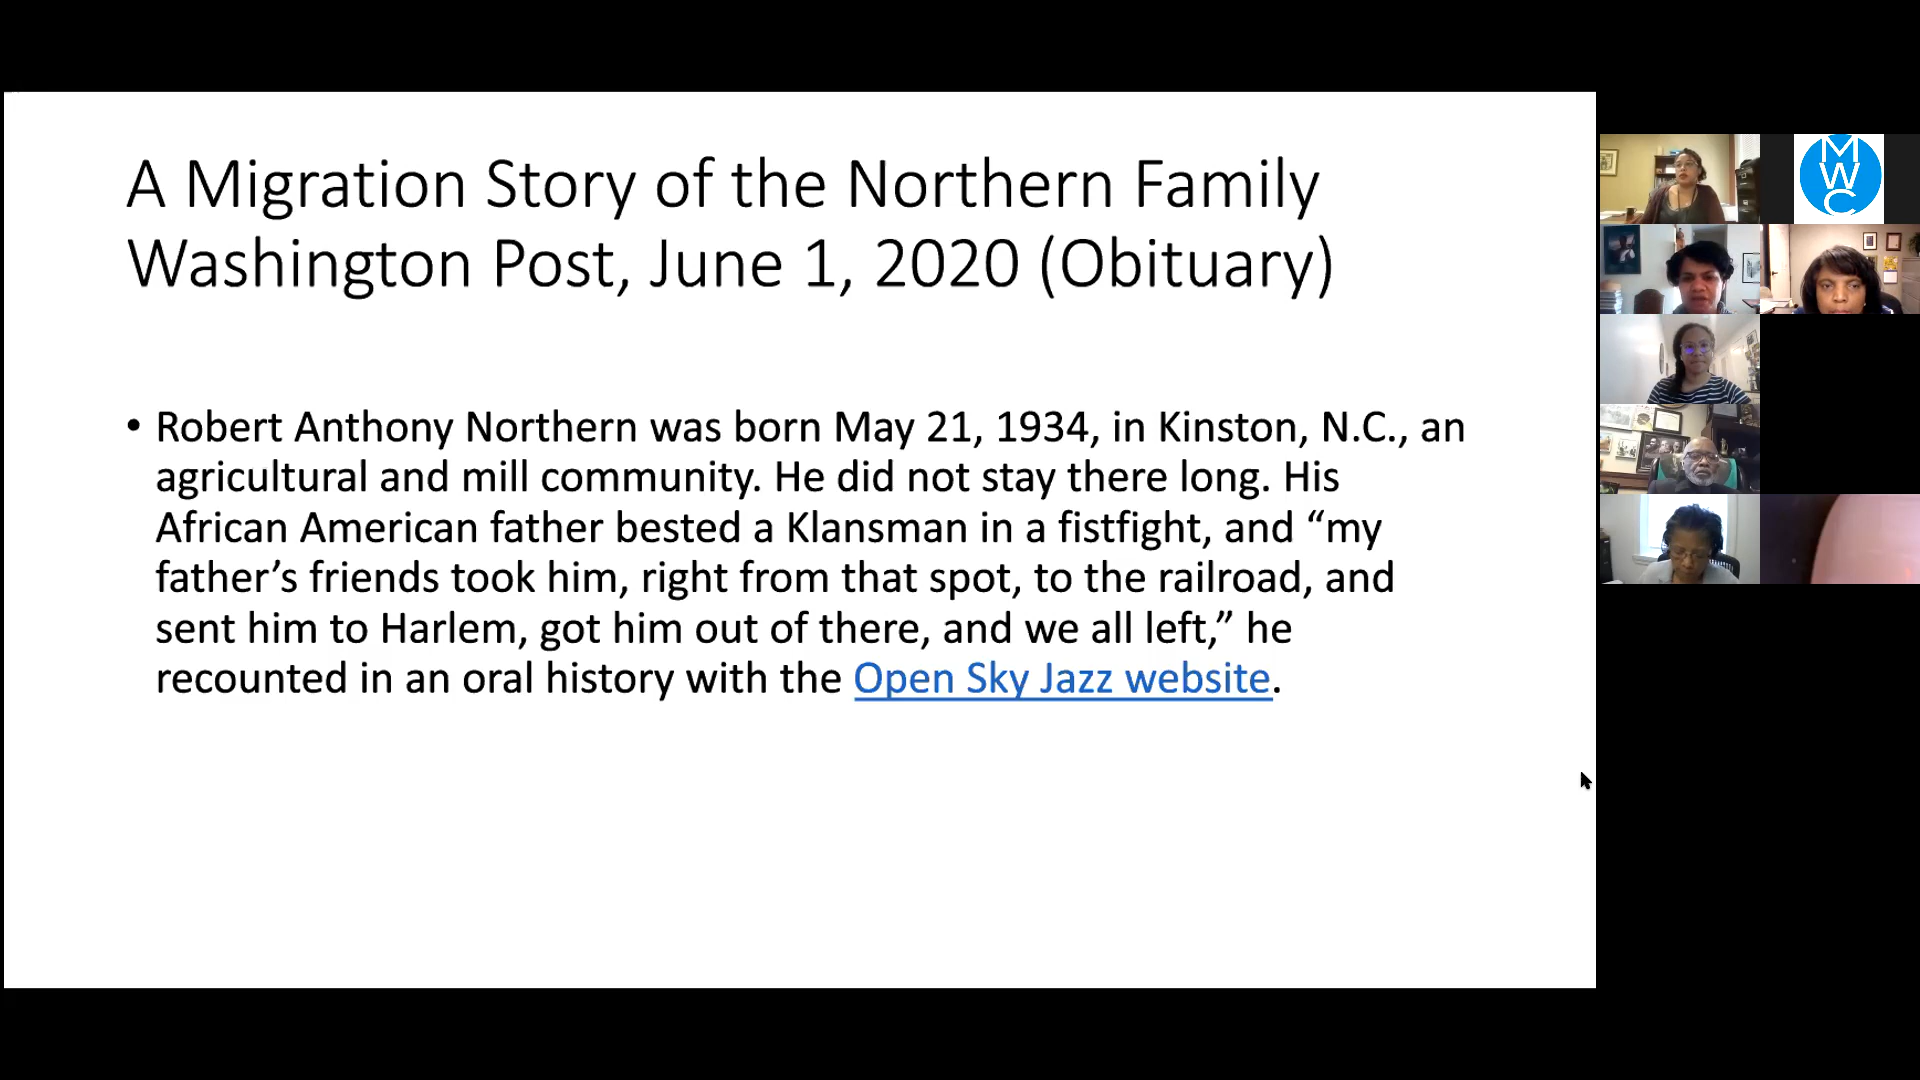 A Migration Story of the Northern Family
Washington Post, June 1, 2020 (Obituary)
• Robert Anthony Northern was born May 21, 1934, in Kinston, N.C., an
agricultural and mill community. He did not stay there long. His
African American father bested a Klansman in a fistfight, and “my
father’s friends took him, right from that spot, to the railroad, and
sent him to Harlem, got him out of there, and we all left,” he
recounted in an oral history with the Open Sky Jazz website.
M
W
C